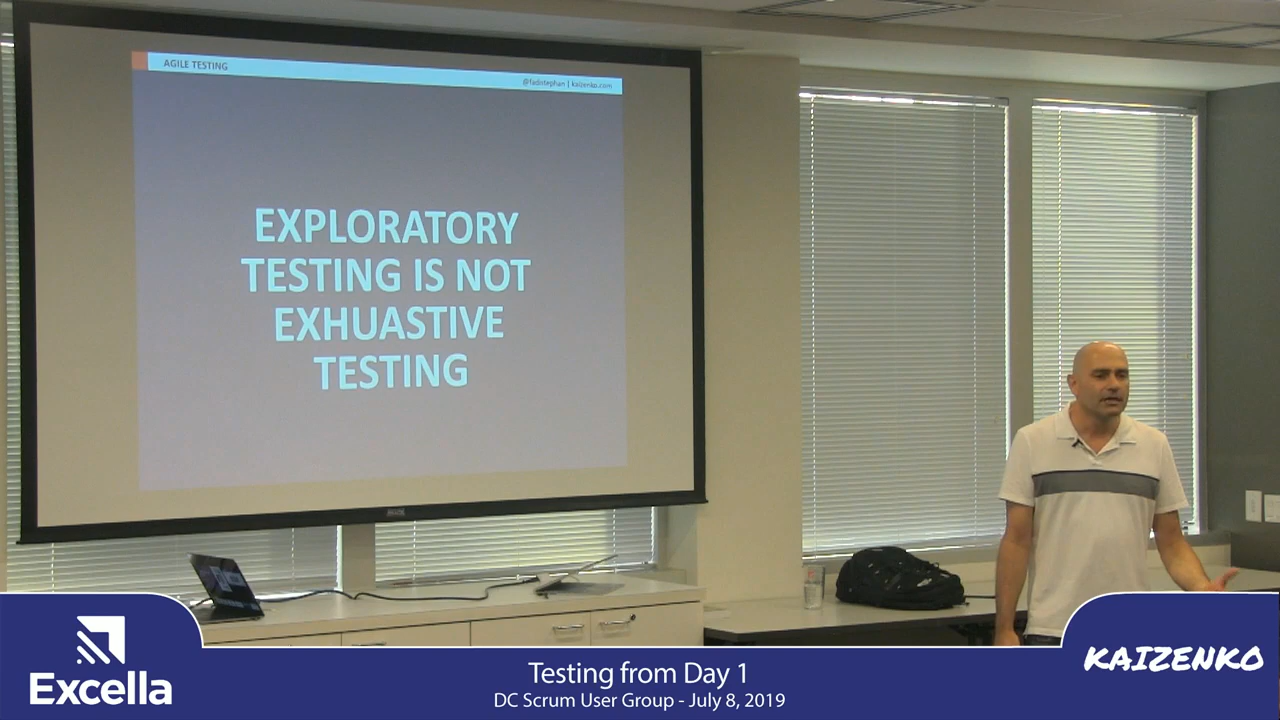 AGILE TESTING
@fadistephan | kaizenko.com
EXPLORATORY
TESTING IS NOT
EXHUASTIVE
TESTING
Excella
Testing from Day 1
DC Scrum User Group - July 8, 2019
KAIZENKO